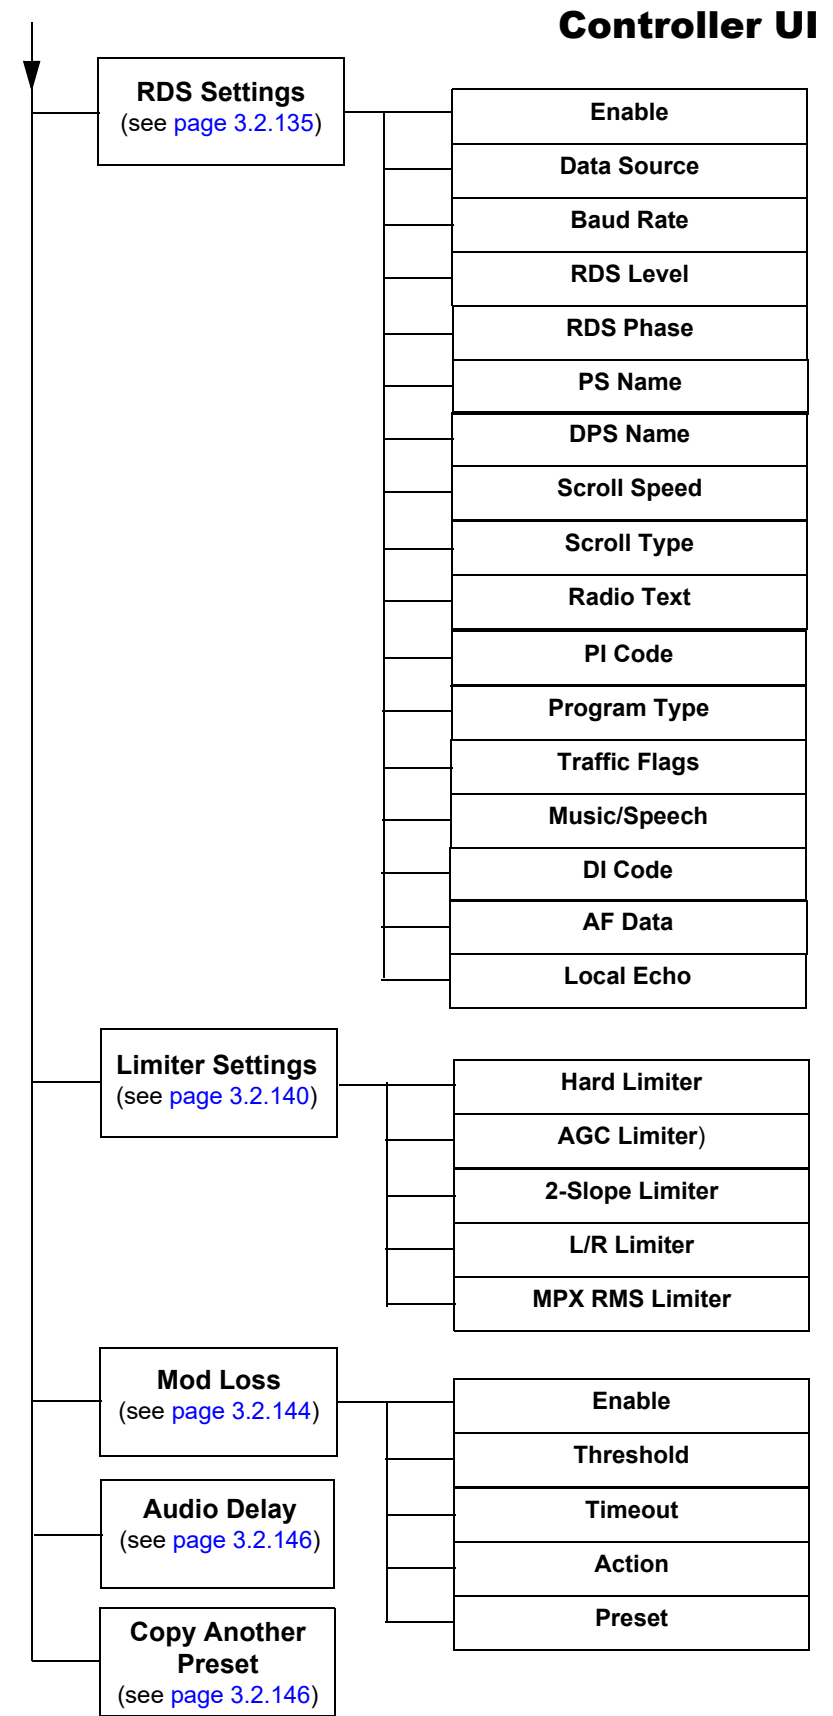 Controller UI
RDS Settings
(see page 3.2.135)
Enable
Data Source
Baud Rate
RDS Level
RDS Phase
PS Name
DPS Name
Scroll Speed
Scroll Type
Radio Text
PI Code
Program Type
Traffic Flags
Music/Speech
DI Code
AF Data
Local Echo
Limiter Settings
(see page 3.2.140)
Hard Limiter
AGC Limiter)
2-Slope Limiter
L/R Limiter
MPX RMS Limiter
Mod Loss
(see page 3.2.144)
Enable
Threshold
Timeout
Action
Preset
Audio Delay
(see page 3.2.146)
Copy Another
Preset
(see page 3.2.146)